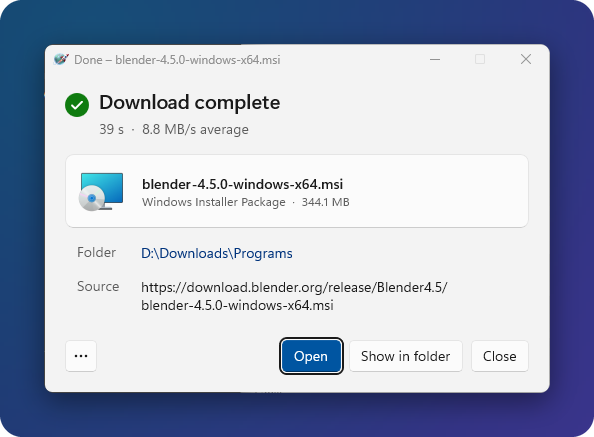 Done – blender-4.5.0-windows-x64.msi
Download complete
39 s · 8.8 MB/s average
blender-4.5.0-windows-x64.msi
Windows Installer Package · 344.1 MB
Folder D:\Downloads\Programs
Source https://download.blender.org/release/Blender4.5/
blender-4.5.0-windows-x64.msi
... Open Show in folder Close